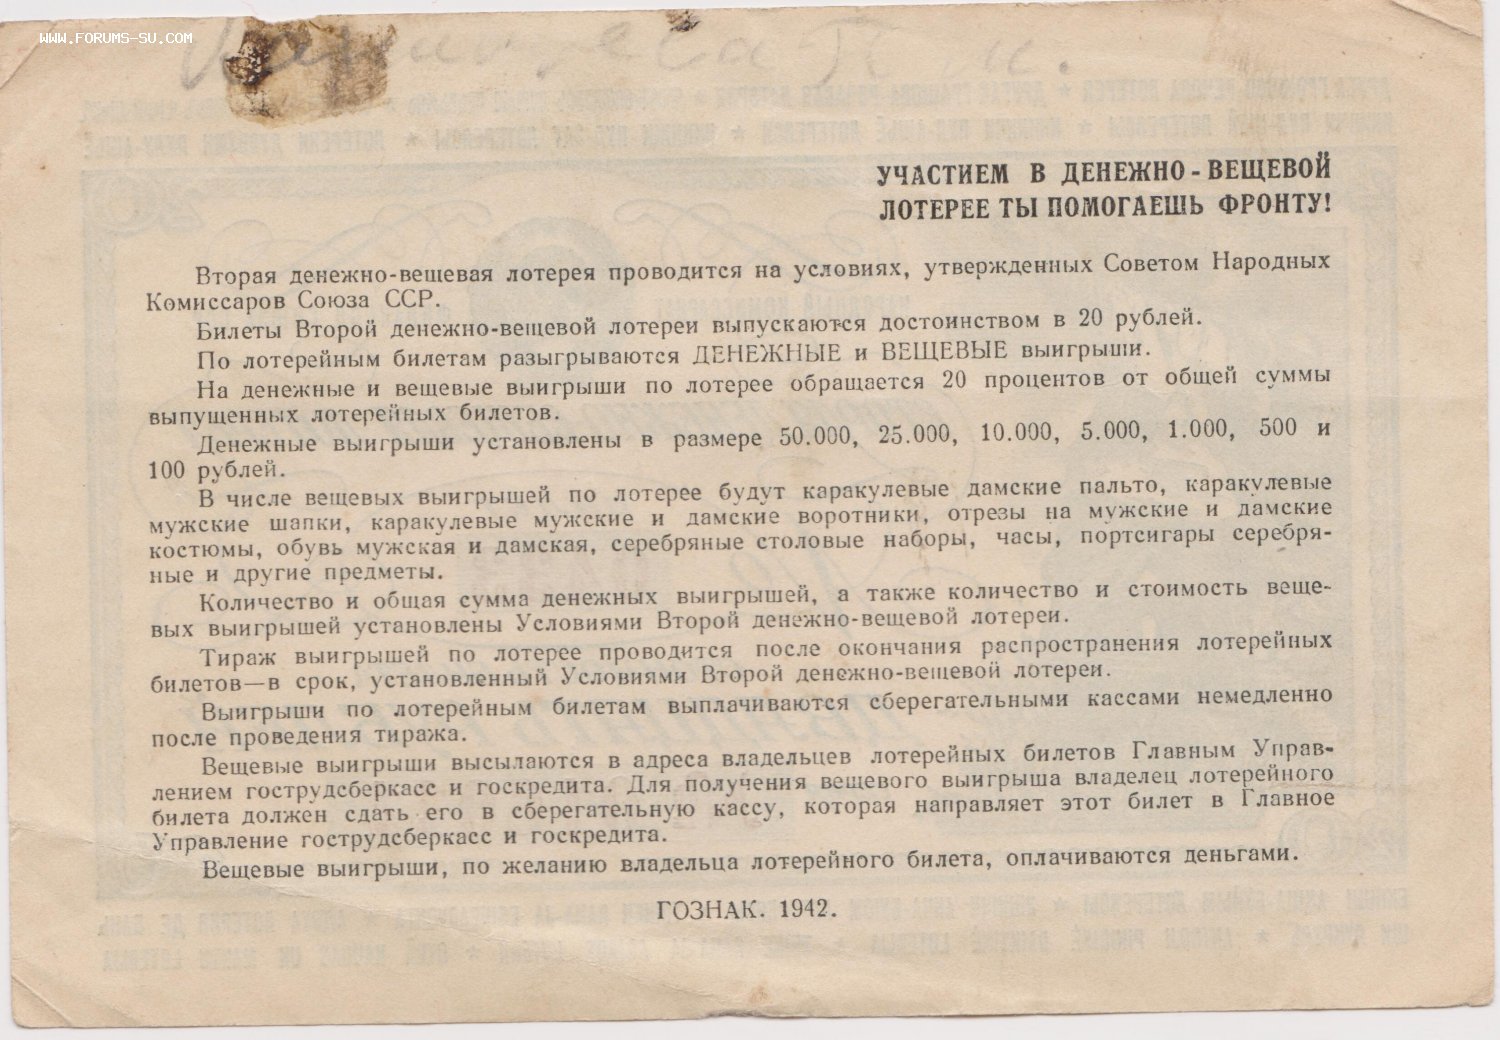 WWW.FORUMS-SU.COM
УЧАСТИЕМ В ДЕНЕЖНО-ВЕЩЕВОЙ
ЛОТЕРЕЕ ТЫ ПОМОГАЕШЬ ФРОНТУ!
Вторая денежно-вещевая лотерея проводится на условиях, утвержденных Советом Народных
Комиссаров Союза ССР.
Билеты Второй денежно-вещевой лотереи выпускаются достоинством в 20 рублей.
По лотерейным билетам разыгрываются ДЕНЕЖНЫЕ и ВЕЩЕВЫЕ выигрыши.
На денежные и вещевые выигрыши по лотерее обращается 20 процентов от общей суммы
выпущенных лотерейных билетов.
Денежные выигрыши установлены в размере 50.000, 25.000, 10.000, 5.000, 1.000, 500 и
100 рублей.
В числе вещевых выигрышей по лотерее будут каракулевые дамские пальто, каракулевые
мужские шапки, каракулевые мужские и дамские воротники, отрезы на мужские и дамские
костюмы, обувь мужская и дамская, серебряные столовые наборы, часы, портсигары серебря-
ные и другие предметы.
Количество и общая сумма денежных выигрышей, а также количество и стоимость веще-
вых выигрышей установлены Условиями Второй денежно-вещевой лотереи.
Тираж выигрышей по лотерее проводится после окончания распространения лотерейных
билетов—в срок, установленный Условиями Второй денежно-вещевой лотереи.
Выигрыши по лотерейным билетам выплачиваются сберегательными кассами немедленно
после проведения тиража.
Вещевые выигрыши высылаются в адреса владельцев лотерейных билетов Главным Управ-
лением гострудсберкасс и госкредита. Для получения вещевого выигрыша владелец лотерейного
билета должен сдать его в сберегательную кассу, которая направляет этот билет в Главное
Управление гострудсберкасс и госкредита.
Вещевые выигрыши, по желанию владельца лотерейного билета, оплачиваются деньгами.
ГОЗНАК. 1942.